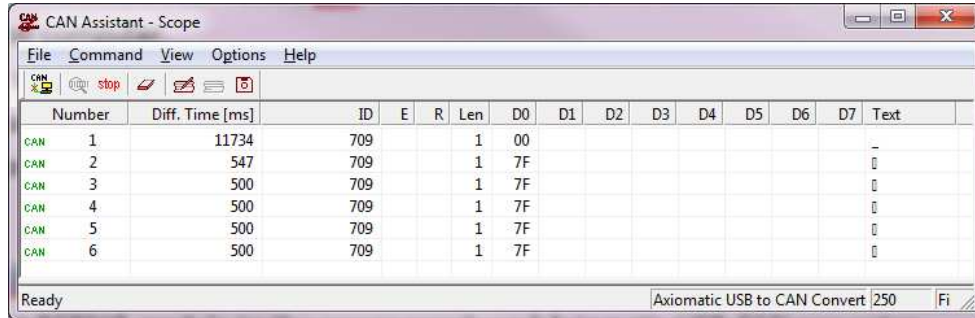 CAN Assistant - Scope
File Command View Options Help
CAN stop
Number Diff. Time [ms] ID E R Len D0 D1 D2 D3 D4 D5 D6 D7 Text
CAN 1 11734 709 1 00 _
CAN 2 547 709 1 7F ▯
CAN 3 500 709 1 7F ▯
CAN 4 500 709 1 7F ▯
CAN 5 500 709 1 7F ▯
CAN 6 500 709 1 7F ▯
Ready Axiomatic USB to CAN Convert 250 Fi